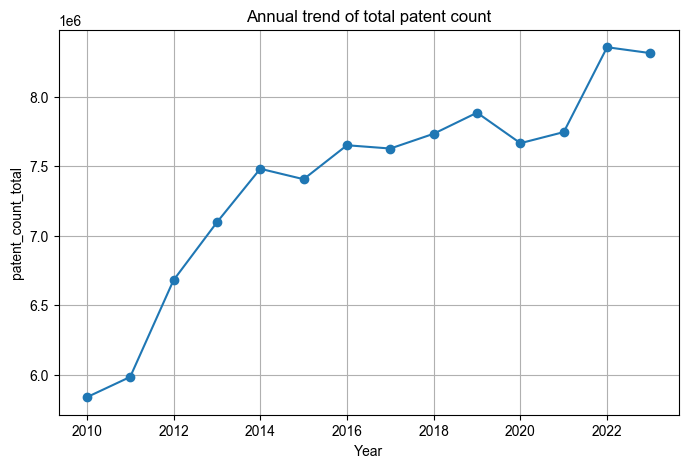 Annual trend of total patent count
1e6
8.0
7.5
7.0
6.5
6.0
patent_count_total
2010 2012 2014 2016 2018 2020 2022
Year